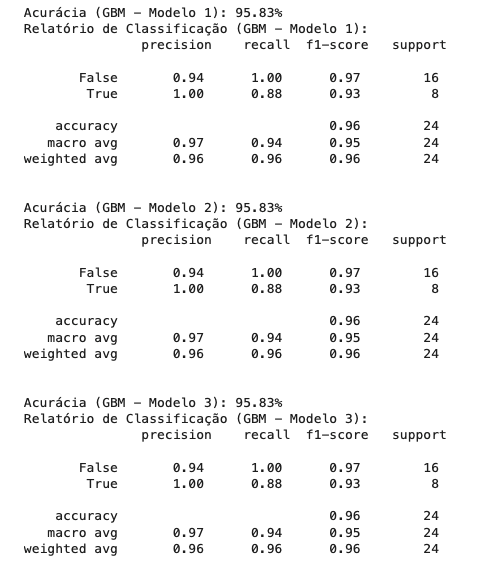 Acurácia (GBM - Modelo 1): 95.83%
Relatório de Classificação (GBM - Modelo 1):
precision recall f1-score support
False 0.94 1.00 0.97 16
True 1.00 0.88 0.93 8
accuracy 0.96 24
macro avg 0.97 0.94 0.95 24
weighted avg 0.96 0.96 0.96 24
Acurácia (GBM - Modelo 2): 95.83%
Relatório de Classificação (GBM - Modelo 2):
precision recall f1-score support
False 0.94 1.00 0.97 16
True 1.00 0.88 0.93 8
accuracy 0.96 24
macro avg 0.97 0.94 0.95 24
weighted avg 0.96 0.96 0.96 24
Acurácia (GBM - Modelo 3): 95.83%
Relatório de Classificação (GBM - Modelo 3):
precision recall f1-score support
False 0.94 1.00 0.97 16
True 1.00 0.88 0.93 8
accuracy 0.96 24
macro avg 0.97 0.94 0.95 24
weighted avg 0.96 0.96 0.96 24